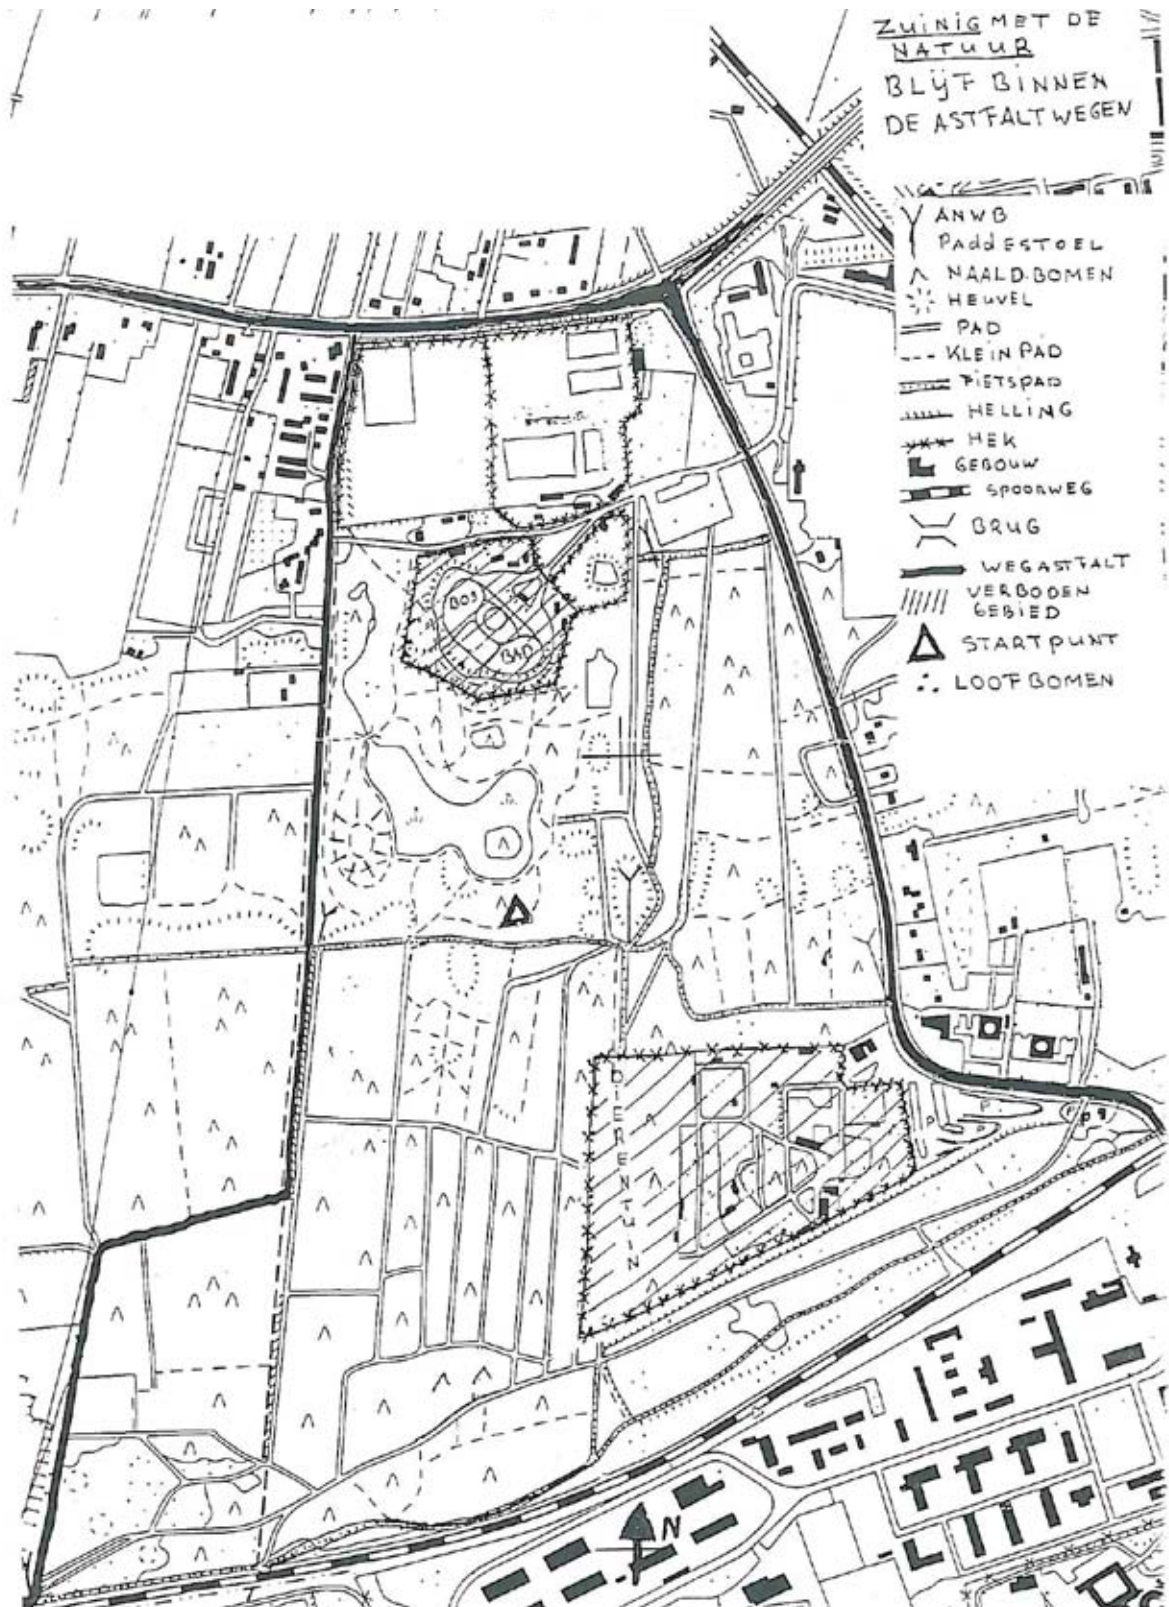 ZUINIG MET DE
NATUUR
BLIJF BINNEN
DE ASTFALTWEGEN
ANWB
PADDESTOEL
NAALD.BOMEN
HEUVEL
PAD
KLEIN PAD
FIETSPAD
HELLING
HEK
GEBOUW
SPOORWEG
BRUG
WEGASTFALT
VERBODEN
GEBIED
STARTPUNT
LOOFBOMEN
BOS
BAD
DIERENTUIN
P
P
P
N